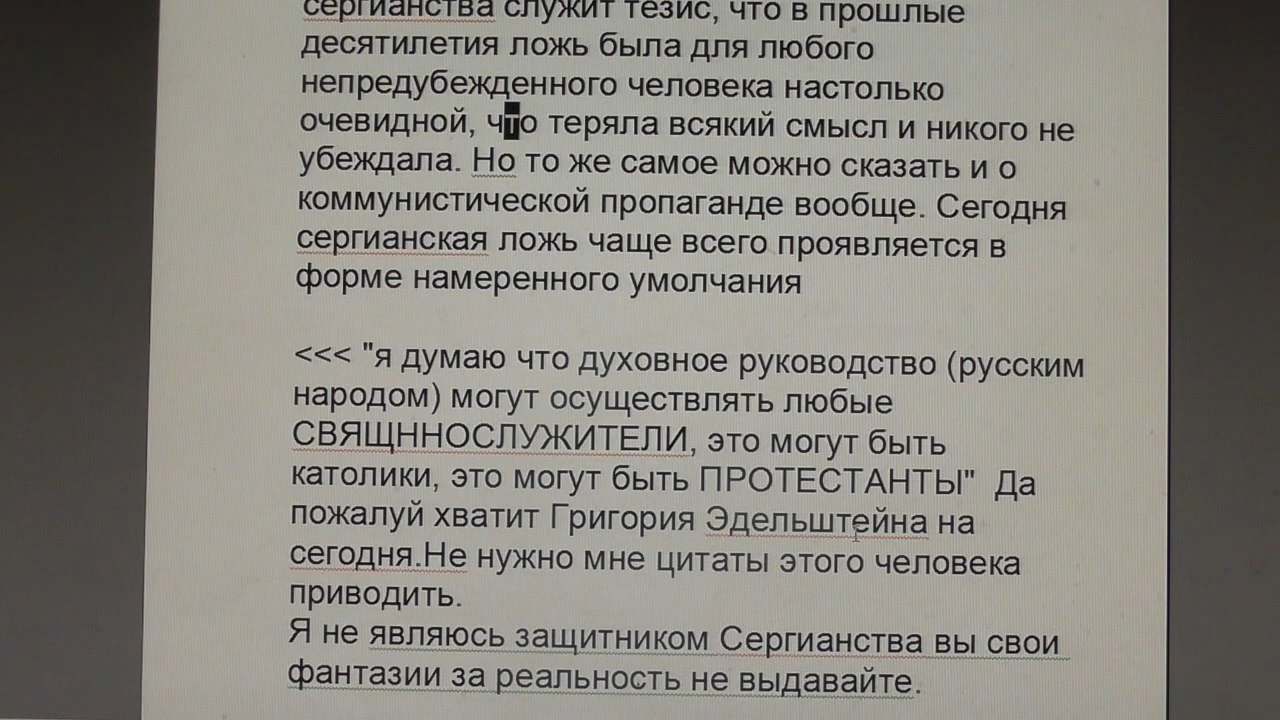 сергианства служит тезис, что в прошлые
десятилетия ложь была для любого
непредубежденного человека настолько
очевидной, что теряла всякий смысл и никого не
убеждала. Но то же самое можно сказать и о
коммунистической пропаганде вообще. Сегодня
сергианская ложь чаще всего проявляется в
форме намеренного умолчания
<<< "я думаю что духовное руководство (русским
народом) могут осуществлять любые
СВЯЩННОСЛУЖИТЕЛИ, это могут быть
католики, это могут быть ПРОТЕСТАНТЫ"  Да
пожалуй хватит Григория Эдельштейна на
сегодня.Не нужно мне цитаты этого человека
приводить.
Я не являюсь защитником Сергианства вы свои
фантазии за реальность не выдавайте.